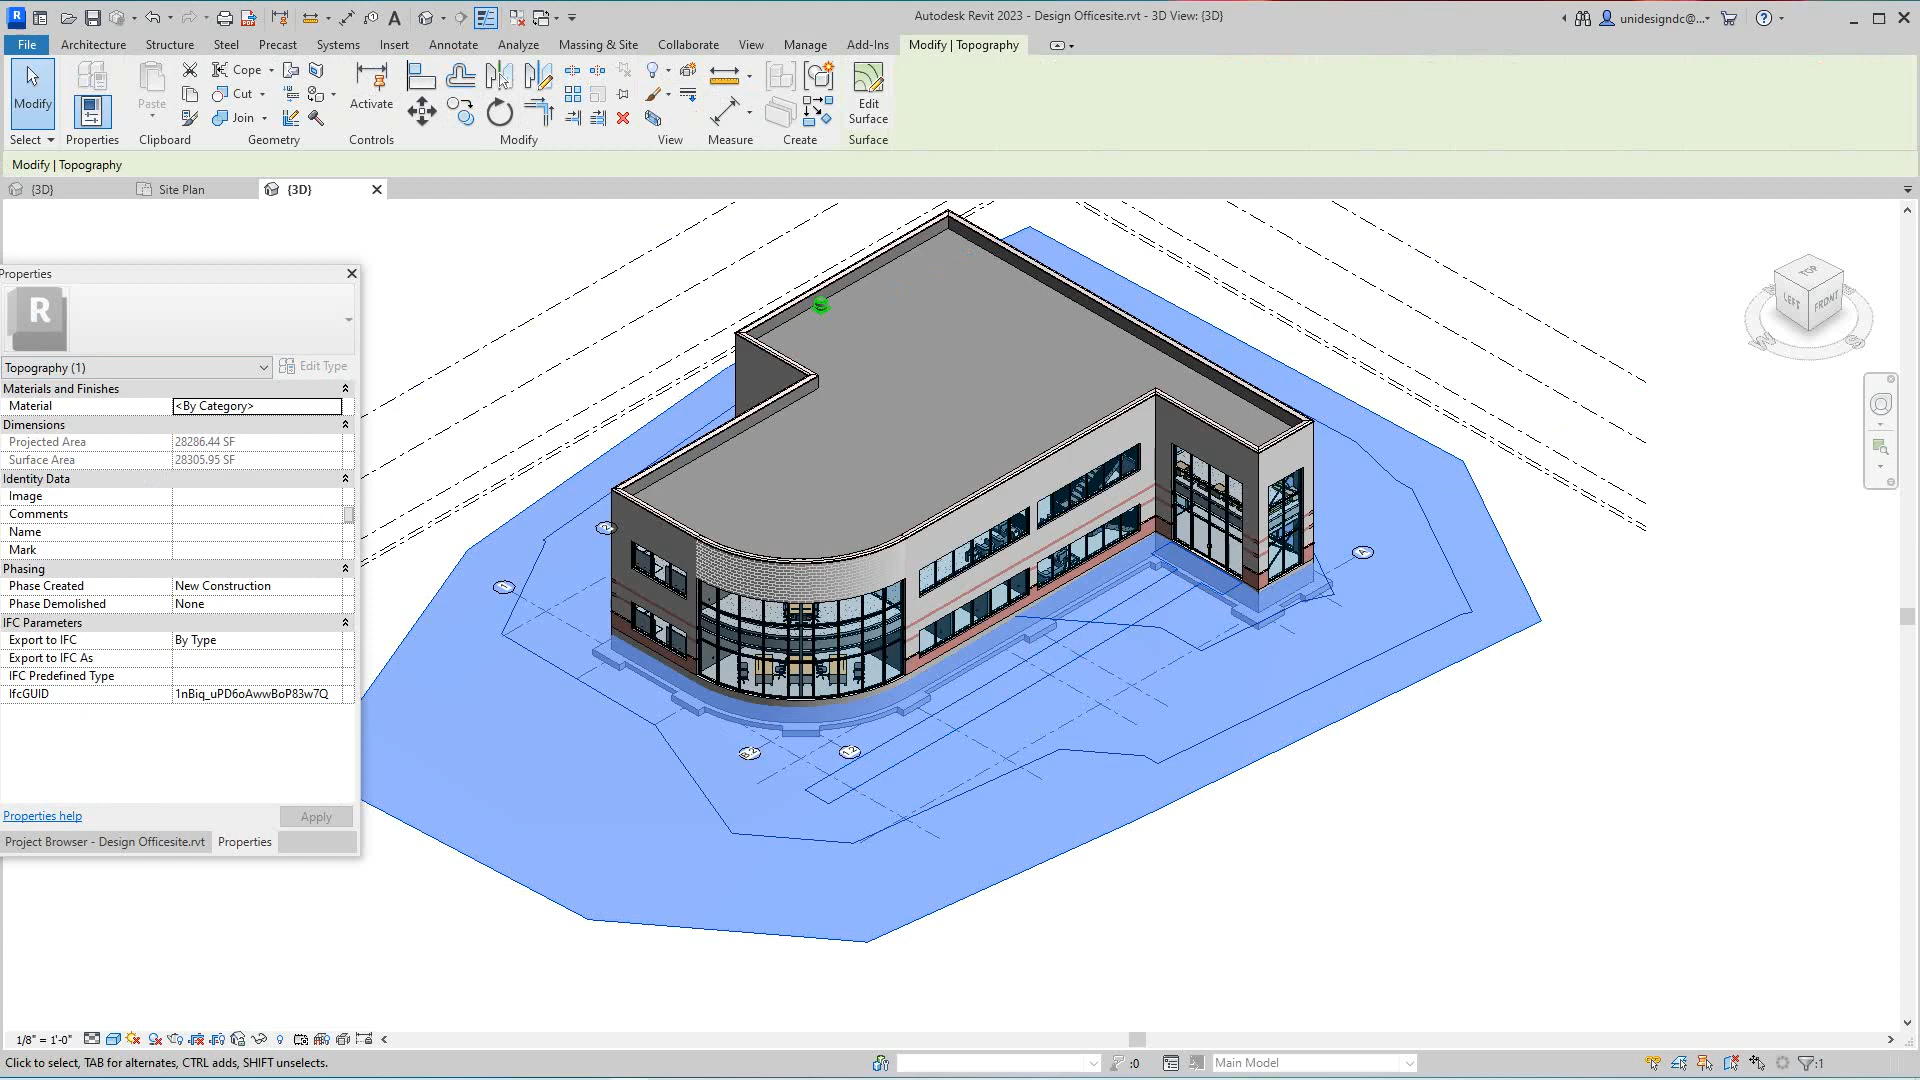 Autodesk Revit 2023 - Design Officesite.rvt - 3D View: {3D}
unidesigndc@...
File Architecture Structure Steel Precast Systems Insert Annotate Analyze Massing & Site Collaborate View Manage Add-Ins Modify | Topography
Modify
Paste
Cope
Cut
Join
Activate
Edit
Surface
Select Properties Clipboard Geometry Controls Modify View Measure Create Surface
Modify | Topography
{3D} Site Plan {3D}
TOP
LEFT
FRONT
W
S
Properties
R
Topography (1) Edit Type
Materials and Finishes
Material <By Category>
Dimensions
Projected Area 28286.44 SF
Surface Area 28305.95 SF
Identity Data
Image
Comments
Name
Mark
Phasing
Phase Created New Construction
Phase Demolished None
IFC Parameters
Export to IFC By Type
Export to IFC As
IFC Predefined Type
IfcGUID 1nBiq_uPD6oAwwBoP83w7Q
Properties help Apply
Project Browser - Design Officesite.rvt Properties
1/8" = 1'-0"
Click to select, TAB for alternates, CTRL adds, SHIFT unselects.
:0
Main Model
:1